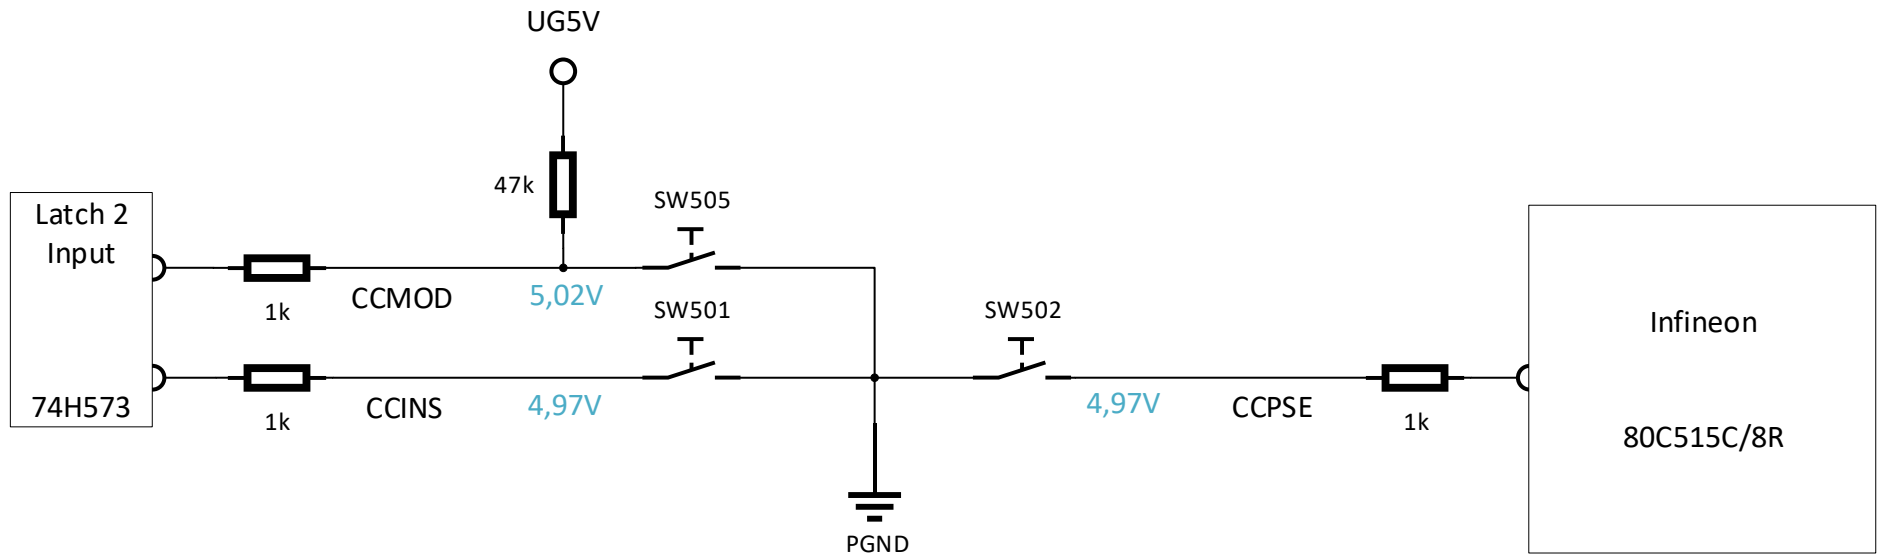 UG5V
47k
SW505
Latch 2
Input
1k
CCMOD
5,02V
SW501
SW502
Infineon
74H573
1k
CCINS
4,97V
4,97V
CCPSE
1k
80C515C/8R
PGND